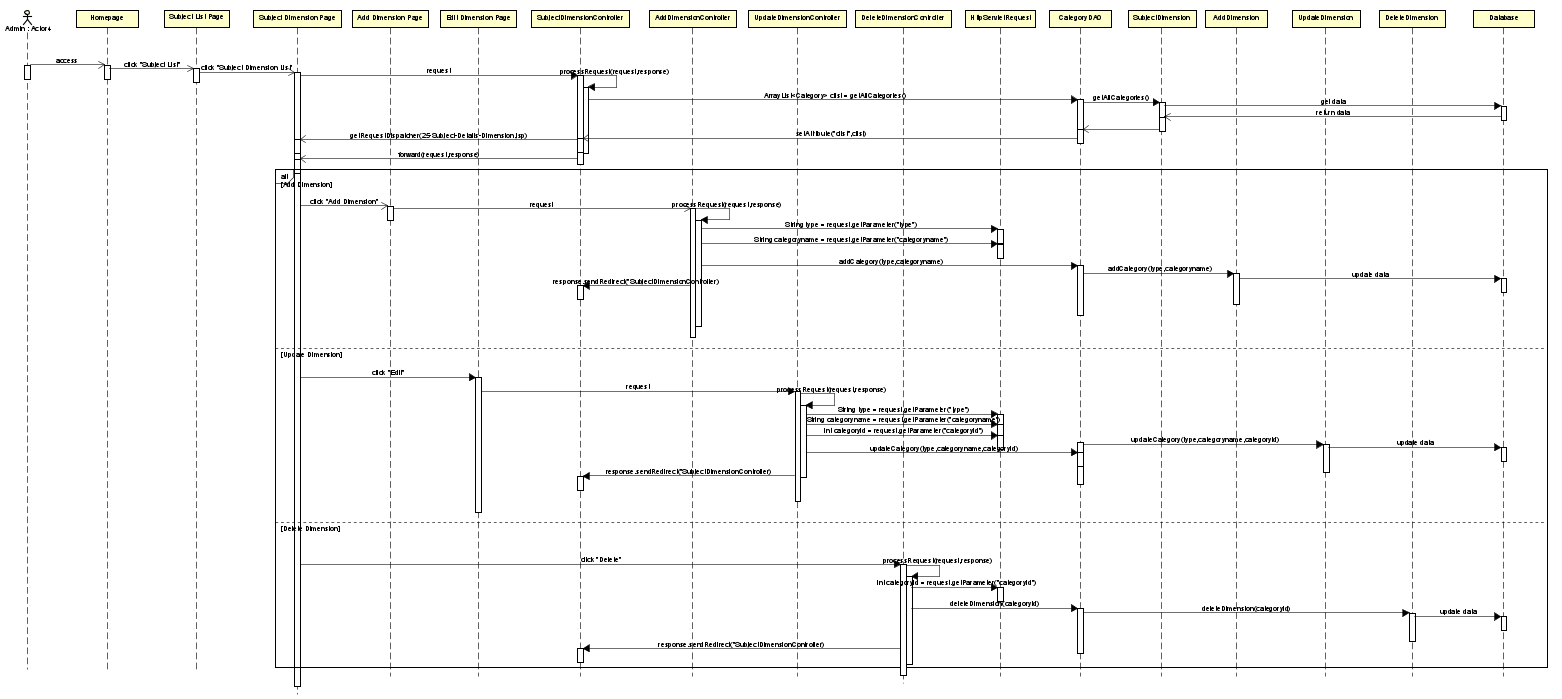 Admin : Actor4
Homepage
Subject List Page
Subject Dimension Page
Add Dimension Page
Edit Dimension Page
SubjectDimensionController
AddDimensionController
UpdateDimensionController
DeleteDimensionController
HttpServletRequest
CategoryDAO
SubjectDimension
AddDimension
UpdateDimension
DeleteDimension
Database
access
click "Subject List"
click "Subject Dimension List"
request
processRequest(request,response)
ArrayList<Category> clist = getAllCategories()
getAllCategories()
get data
return data
setAttribute("clist",clist)
getRequestDispatcher(25-Subject-Details-Dimension.jsp)
forward(request,response)
alt
[Add Dimension]
click "Add Dimension"
request
processRequest(request,response)
String type = request.getParameter("type")
String categoryname = request.getParameter("categoryname")
addCategory(type,categoryname)
addCategory(type,categoryname)
update data
response.sendRedirect("SubjectDimensionController)
[Update Dimension]
click "Edit"
request
processRequest(request,response)
String type = request.getParameter("type")
String categoryname = request.getParameter("categoryname")
int categoryid = request.getParameter("categoryid")
updateCategory(type,categoryname,categoryid)
updateCategory(type,categoryname,categoryid)
update data
response.sendRedirect("SubjectDimensionController)
[Delete Dimension]
click "Delete"
processRequest(request,response)
int categoryid = request.getParameter("categoryid")
deleteDimension(categoryid)
deleteDimension(categoryid)
update data
response.sendRedirect("SubjectDimensionController)